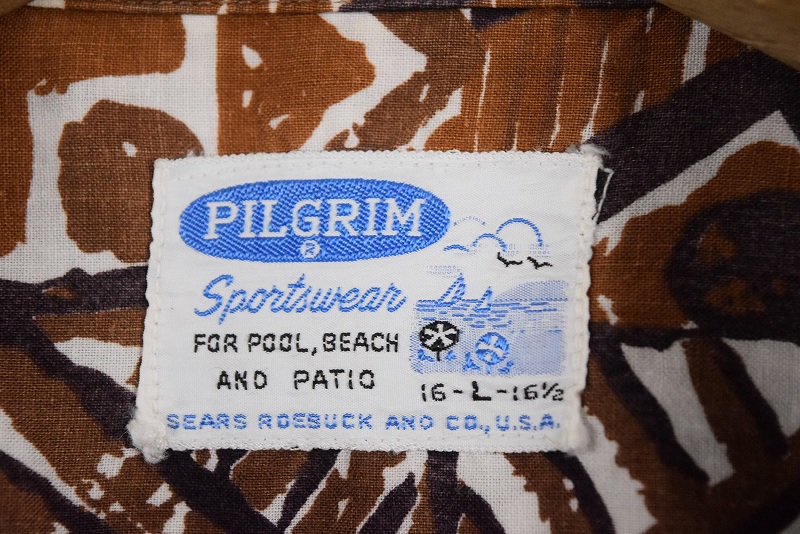 PILGRIM
®
Sportswear
FOR POOL, BEACH
AND PATIO
16-L-16½
SEARS ROEBUCK AND CO., U.S.A.